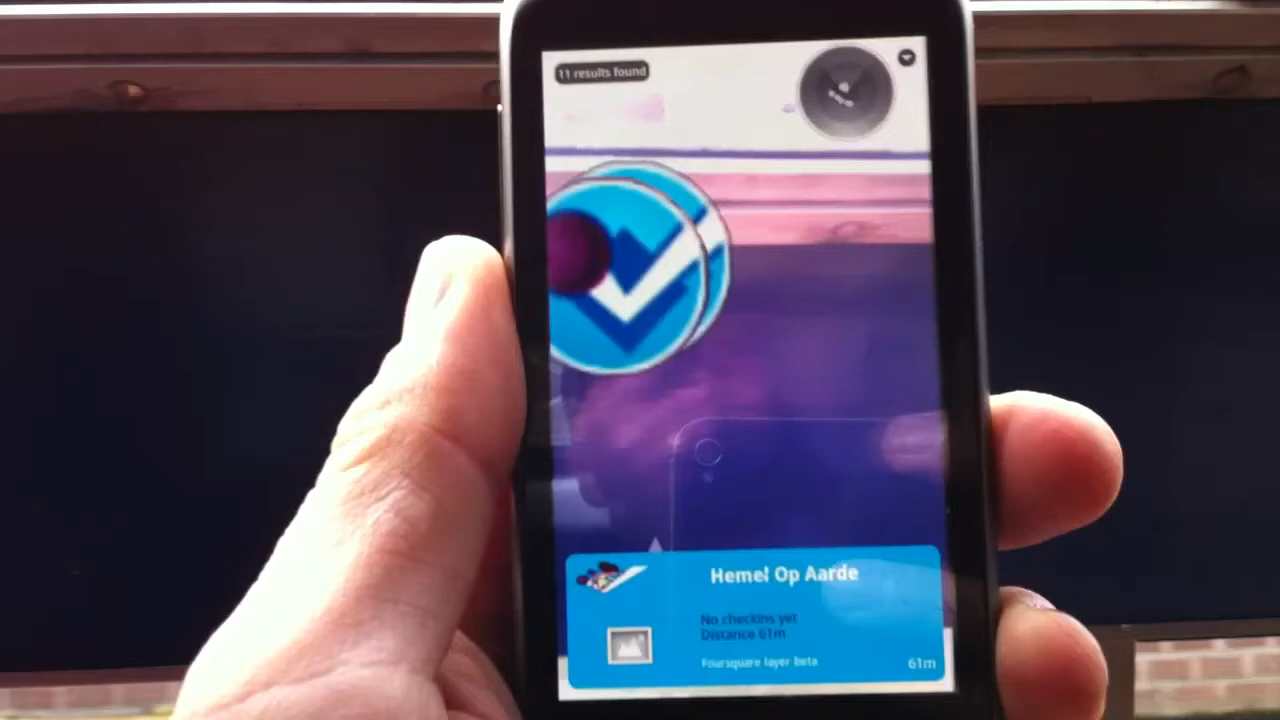 11 results found
Hemel Op Aarde
No checkins yet
Distance 61m
Foursquare layer beta
61m